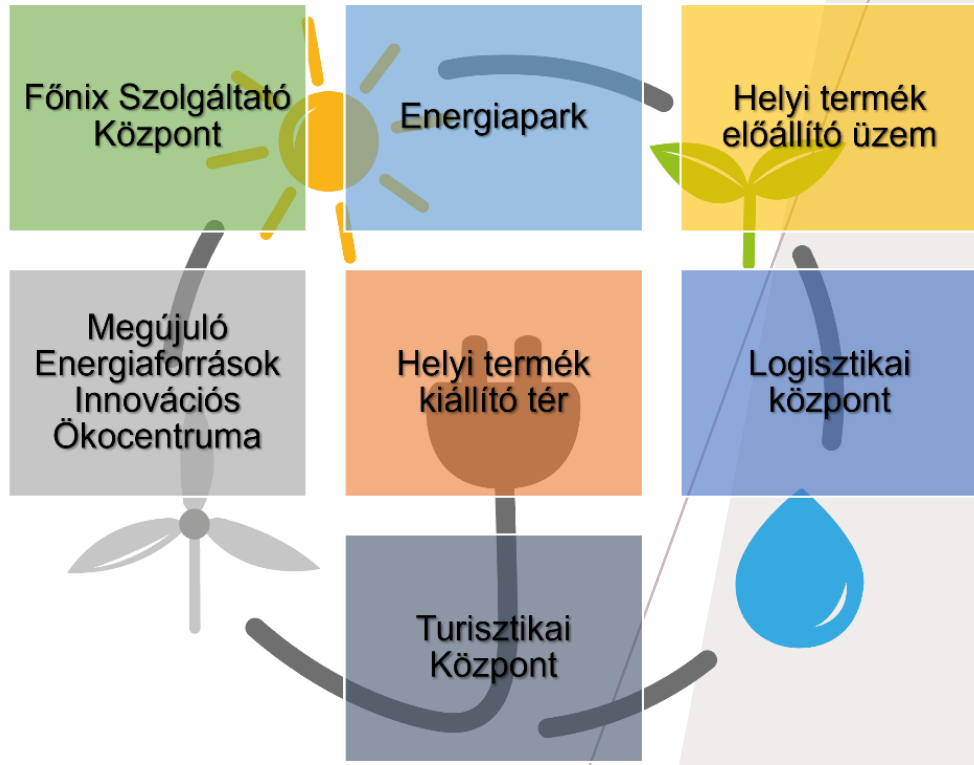 Főnix Szolgáltató
Központ
Energiapark
Helyi termék
előállító üzem
Megújuló
Energiaforrások
Innovációs
Ökocentruma
Helyi termék
kiállító tér
Logisztikai
központ
Turisztikai
Központ